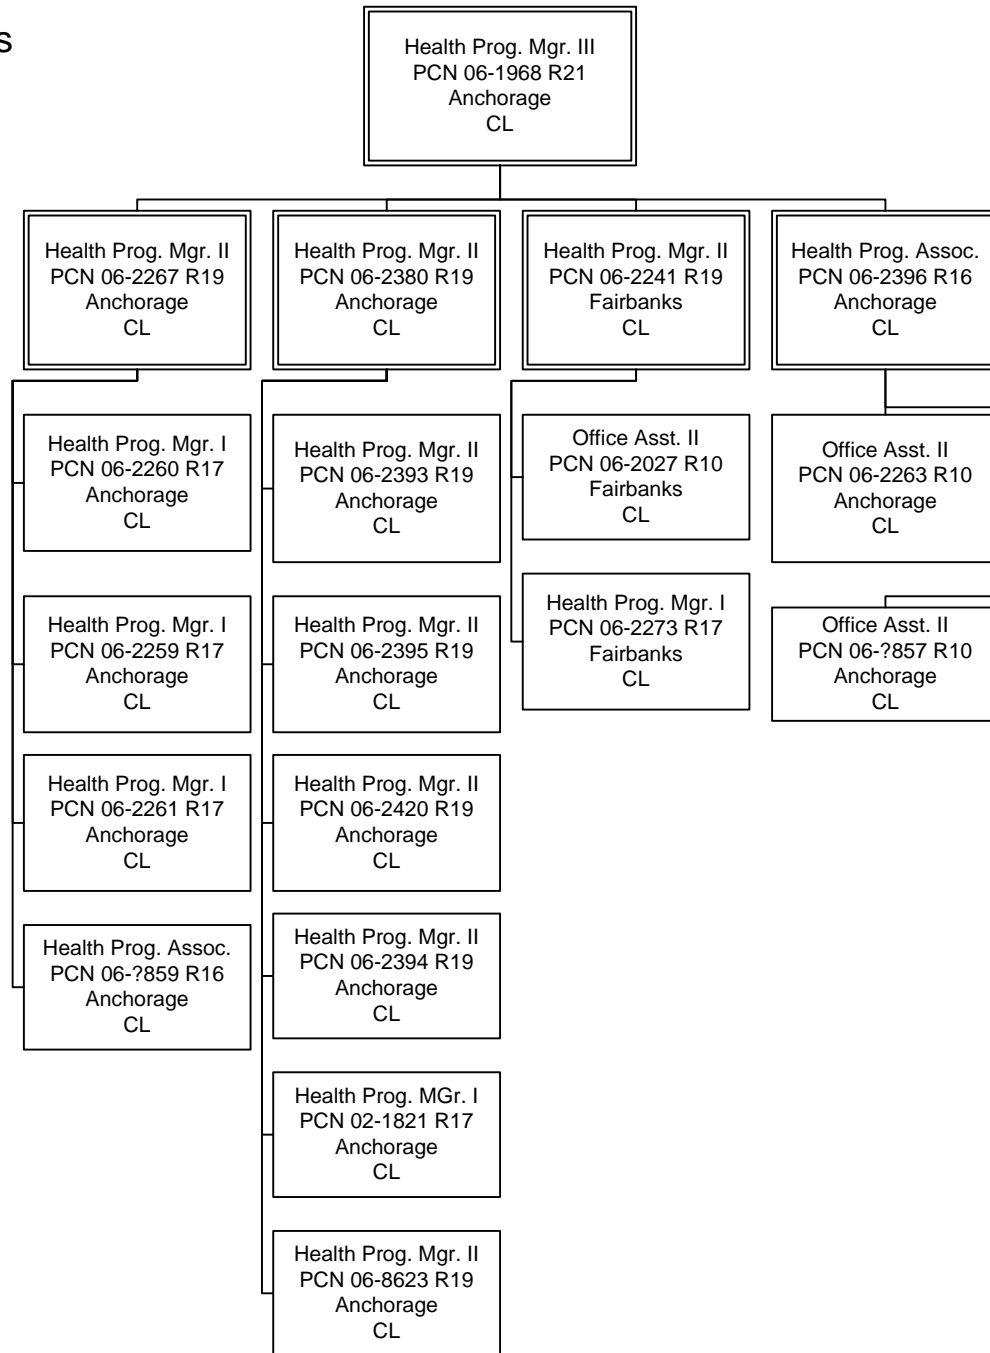 s
Health Prog. Mgr. III
PCN 06-1968 R21
Anchorage
CL
Health Prog. Mgr. II
PCN 06-2267 R19
Anchorage
CL
Health Prog. Mgr. II
PCN 06-2380 R19
Anchorage
CL
Health Prog. Mgr. II
PCN 06-2241 R19
Fairbanks
CL
Health Prog. Assoc.
PCN 06-2396 R16
Anchorage
CL
Health Prog. Mgr. I
PCN 06-2260 R17
Anchorage
CL
Health Prog. Mgr. II
PCN 06-2393 R19
Anchorage
CL
Office Asst. II
PCN 06-2027 R10
Fairbanks
CL
Office Asst. II
PCN 06-2263 R10
Anchorage
CL
Health Prog. Mgr. I
PCN 06-2259 R17
Anchorage
CL
Health Prog. Mgr. II
PCN 06-2395 R19
Anchorage
CL
Health Prog. Mgr. I
PCN 06-2273 R17
Fairbanks
CL
Office Asst. II
PCN 06-?857 R10
Anchorage
CL
Health Prog. Mgr. I
PCN 06-2261 R17
Anchorage
CL
Health Prog. Mgr. II
PCN 06-2420 R19
Anchorage
CL
Health Prog. Assoc.
PCN 06-?859 R16
Anchorage
CL
Health Prog. Mgr. II
PCN 06-2394 R19
Anchorage
CL
Health Prog. MGr. I
PCN 02-1821 R17
Anchorage
CL
Health Prog. Mgr. II
PCN 06-8623 R19
Anchorage
CL